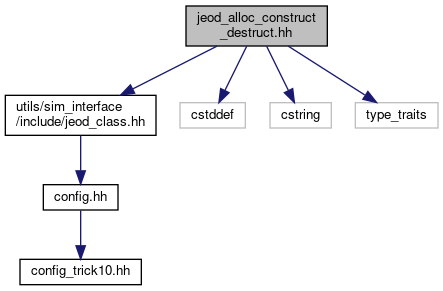 jeod_alloc_construct
_destruct.hh
utils/sim_interface
/include/jeod_class.hh
cstddef
cstring
type_traits
config.hh
config_trick10.hh